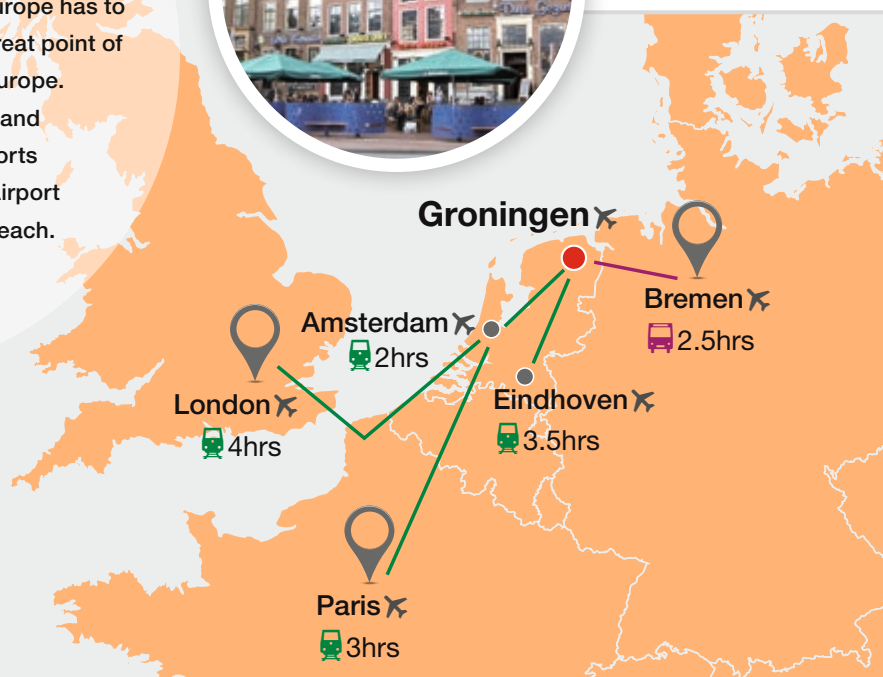 urope has to
reat point of
urope.
and
orts
irport
each.
Groningen
Bremen
2.5hrs
Amsterdam
2hrs
London
4hrs
Eindhoven
3.5hrs
Paris
3hrs